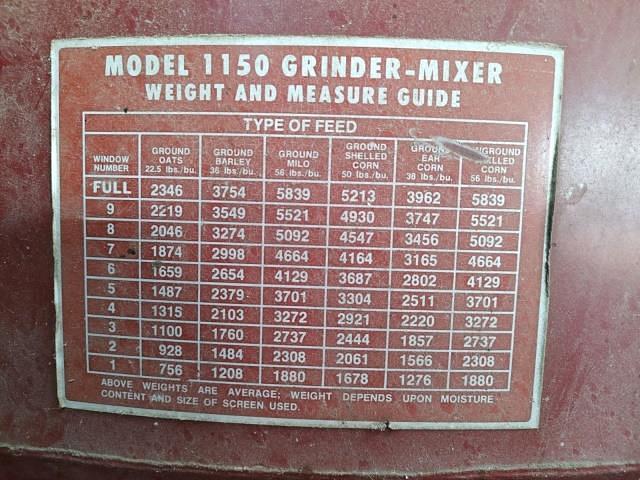 MODEL 1150 GRINDER-MIXER
WEIGHT AND MEASURE GUIDE
TYPE OF FEED
WINDOW NUMBER GROUND OATS 22.5 lbs./bu. GROUND BARLEY 36 lbs./bu. GROUND MILO 56 lbs./bu. GROUND SHELLED CORN 50 lbs./bu. GROUND EAR CORN 38 lbs./bu. CORN 56 lbs./bu.
FULL 2346 3754 5839 5213 3962 5839
9 2219 3549 5521 4930 3747 5521
8 2046 3274 5092 4547 3456 5092
7 1874 2998 4664 4164 3165 4664
6 1659 2654 4129 3687 2802 4129
5 1487 2379 3701 3304 2511 3701
4 1315 2103 3272 2921 2220 3272
3 1100 1760 2737 2444 1857 2737
2 928 1484 2308 2061 1566 2308
1 756 1208 1880 1678 1276 1880
ABOVE WEIGHTS ARE AVERAGE; WEIGHT DEPENDS UPON MOISTURE
CONTENT AND SIZE OF SCREEN USED.